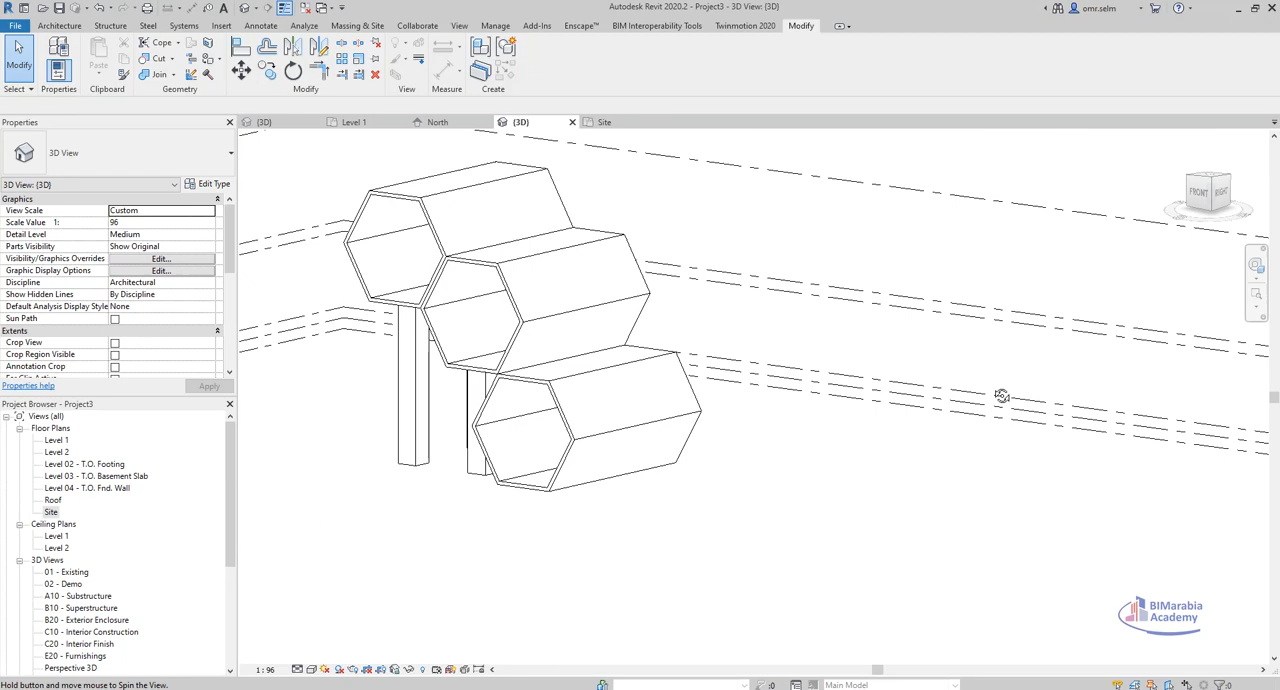 Autodesk Revit 2020.2 - Project3 - 3D View: {3D}
omr.selm
File Architecture Structure Steel Systems Insert Annotate Analyze Massing & Site Collaborate View Manage Add-Ins Enscape™ BIM Interoperability Tools Twinmotion 2020 Modify
Modify
Paste
Cope
Cut
Join
Select Properties Clipboard Geometry Modify View Measure Create
Properties
{3D} Level 1 North {3D} Site
3D View
3D View: {3D} Edit Type
Graphics
View Scale Custom
Scale Value 1: 96
Detail Level Medium
Parts Visibility Show Original
Visibility/Graphics Overrides Edit...
Graphic Display Options Edit...
Discipline Architectural
Show Hidden Lines By Discipline
Default Analysis Display Style None
Sun Path
Extents
Crop View
Crop Region Visible
Annotation Crop
Properties help Apply
Project Browser - Project3
Views (all)
Floor Plans
Level 1
Level 2
Level 02 - T.O. Footing
Level 03 - T.O. Basement Slab
Level 04 - T.O. Fnd. Wall
Roof
Site
Ceiling Plans
Level 1
Level 2
3D Views
01 - Existing
02 - Demo
A10 - Substructure
B10 - Superstructure
B20 - Exterior Enclosure
C10 - Interior Construction
C20 - Interior Finish
E20 - Furnishings
Perspective 3D
FRONT RIGHT
BIMarabia
Academy
1 : 96
Hold button and move mouse to Spin the View. :0 Main Model :0